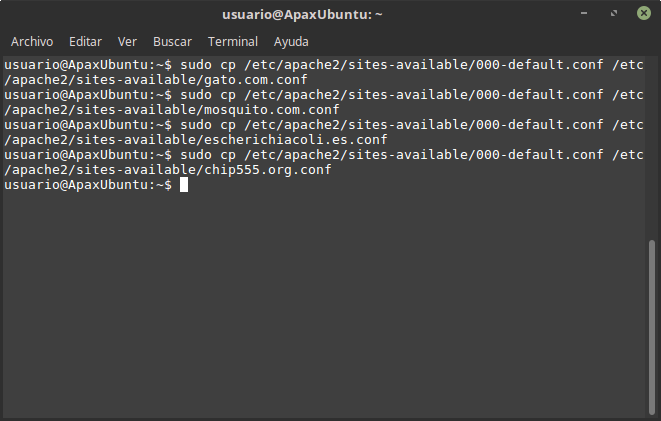 usuario@ApaxUbuntu: ~
Archivo Editar Ver Buscar Terminal Ayuda
usuario@ApaxUbuntu:~$ sudo cp /etc/apache2/sites-available/000-default.conf /etc
/apache2/sites-available/gato.com.conf
usuario@ApaxUbuntu:~$ sudo cp /etc/apache2/sites-available/000-default.conf /etc
/apache2/sites-available/mosquito.com.conf
usuario@ApaxUbuntu:~$ sudo cp /etc/apache2/sites-available/000-default.conf /etc
/apache2/sites-available/escherichiacoli.es.conf
usuario@ApaxUbuntu:~$ sudo cp /etc/apache2/sites-available/000-default.conf /etc
/apache2/sites-available/chip555.org.conf
usuario@ApaxUbuntu:~$